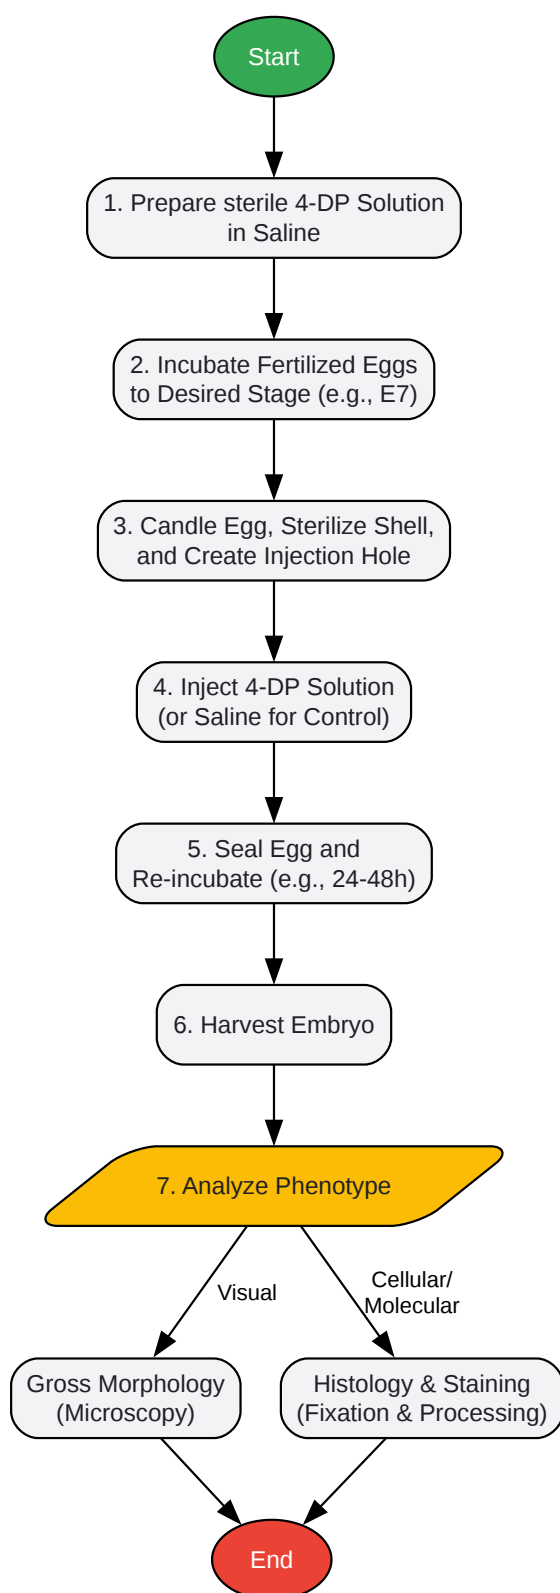 Start
1. Prepare sterile 4-DP Solution
in Saline
2. Incubate Fertilized Eggs
to Desired Stage (e.g., E7)
3. Candle Egg, Sterilize Shell,
and Create Injection Hole
4. Inject 4-DP Solution
(or Saline for Control)
5. Seal Egg and
Re-incubate (e.g., 24-48h)
6. Harvest Embryo
7. Analyze Phenotype
Visual
Cellular/
Molecular
Gross Morphology
(Microscopy)
Histology & Staining
(Fixation & Processing)
End